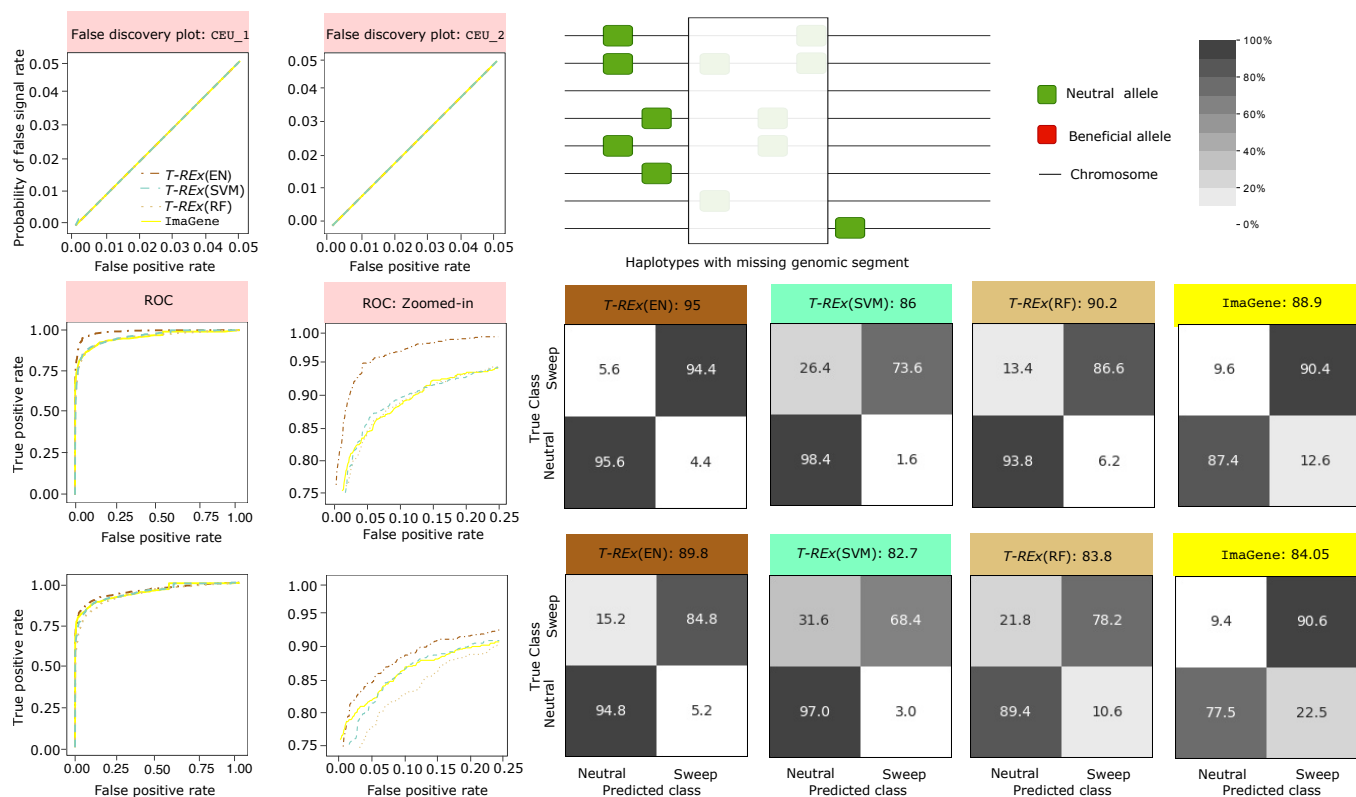 False discovery plot: CEU_1
False discovery plot: CEU_2
Probability of false signal rate
0.05
0.04
0.03
0.02
0.01
0.00
T-REx(EN)
T-REx(SVM)
T-REx(RF)
ImaGene
0.00 0.01 0.02 0.03 0.04 0.05
False positive rate
0.05
0.04
0.03
0.02
0.01
0.00
0.00 0.01 0.02 0.03 0.04 0.05
False positive rate
Haplotypes with missing genomic segment
Neutral allele
Beneficial allele
Chromosome
100%
80%
60%
40%
20%
0%
ROC
True positive rate
1.00
0.75
0.50
0.25
0.00
0.00 0.25 0.50 0.75 1.00
False positive rate
ROC: Zoomed-in
1.00
0.95
0.90
0.85
0.80
0.75
0.00 0.05 0.10 0.15 0.20 0.25
False positive rate
True Class
Sweep
Neutral
T-REx(EN): 95
5.6 94.4
95.6 4.4
T-REx(SVM): 86
26.4 73.6
98.4 1.6
T-REx(RF): 90.2
13.4 86.6
93.8 6.2
ImaGene: 88.9
9.6 90.4
87.4 12.6
True positive rate
1.00
0.75
0.50
0.25
0.00
0.00 0.25 0.50 0.75 1.00
False positive rate
1.00
0.95
0.90
0.85
0.80
0.75
0.00 0.05 0.10 0.15 0.20 0.25
False positive rate
True Class
Sweep
Neutral
T-REx(EN): 89.8
15.2 84.8
94.8 5.2
Neutral Sweep
Predicted class
T-REx(SVM): 82.7
31.6 68.4
97.0 3.0
Neutral Sweep
Predicted class
T-REx(RF): 83.8
21.8 78.2
89.4 10.6
Neutral Sweep
Predicted class
ImaGene: 84.05
9.4 90.6
77.5 22.5
Neutral Sweep
Predicted class